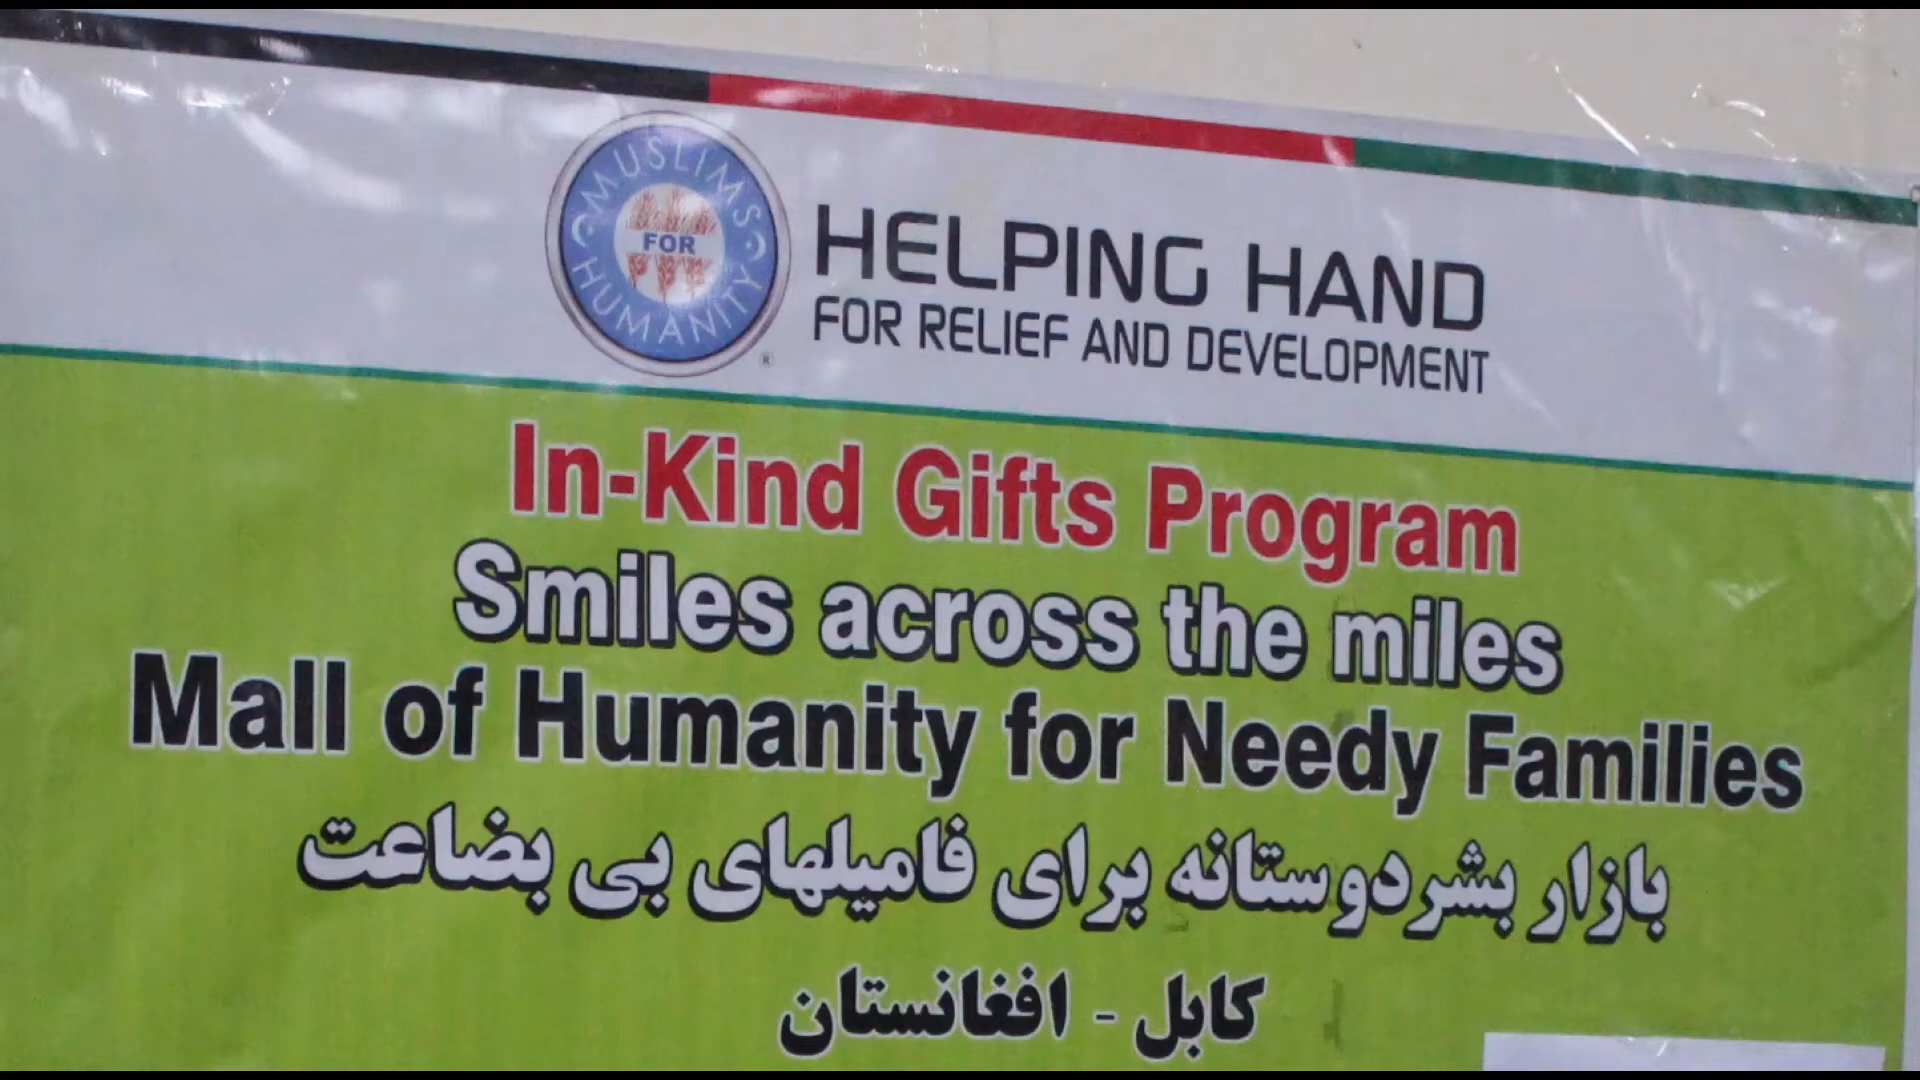 MUSLIMS
FOR
HUMANITY
®
HELPING HAND
FOR RELIEF AND DEVELOPMENT
In-Kind Gifts Program
Smiles across the miles
Mall of Humanity for Needy Families
بازار بشردوستانه برای فامیلهای بی بضاعت
کابل - افغانستان